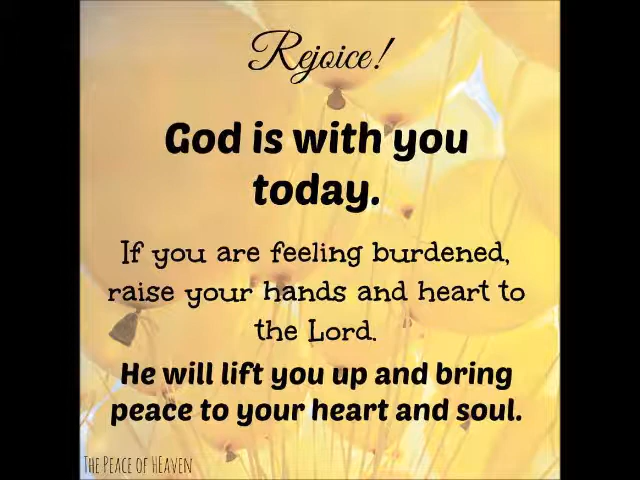 Rejoice!
God is with you
today.
If you are feeling burdened,
raise your hands and heart to
the Lord.
He will lift you up and bring
peace to your heart and soul.
The Peace of Heaven